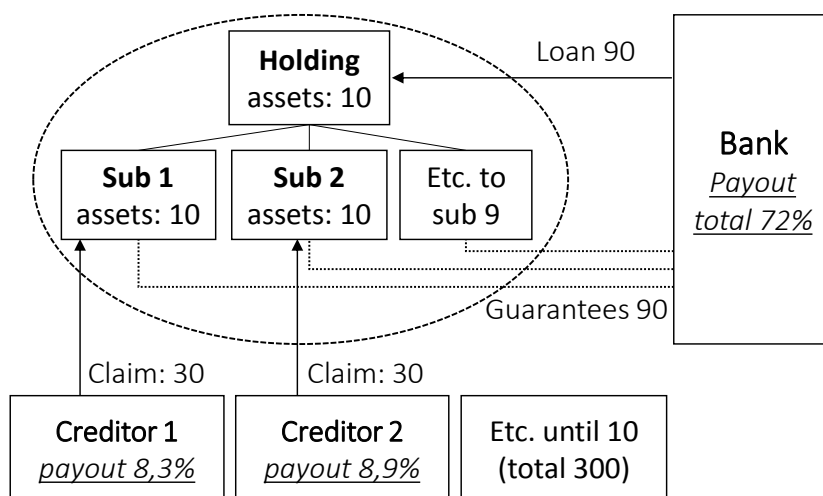 Holding
assets: 10
Loan 90
Bank
Payout
total 72%
Sub 1
assets: 10
Sub 2
assets: 10
Etc. to
sub 9
Guarantees 90
Claim: 30
Claim: 30
Creditor 1
payout 8,3%
Creditor 2
payout 8,9%
Etc. until 10
(total 300)